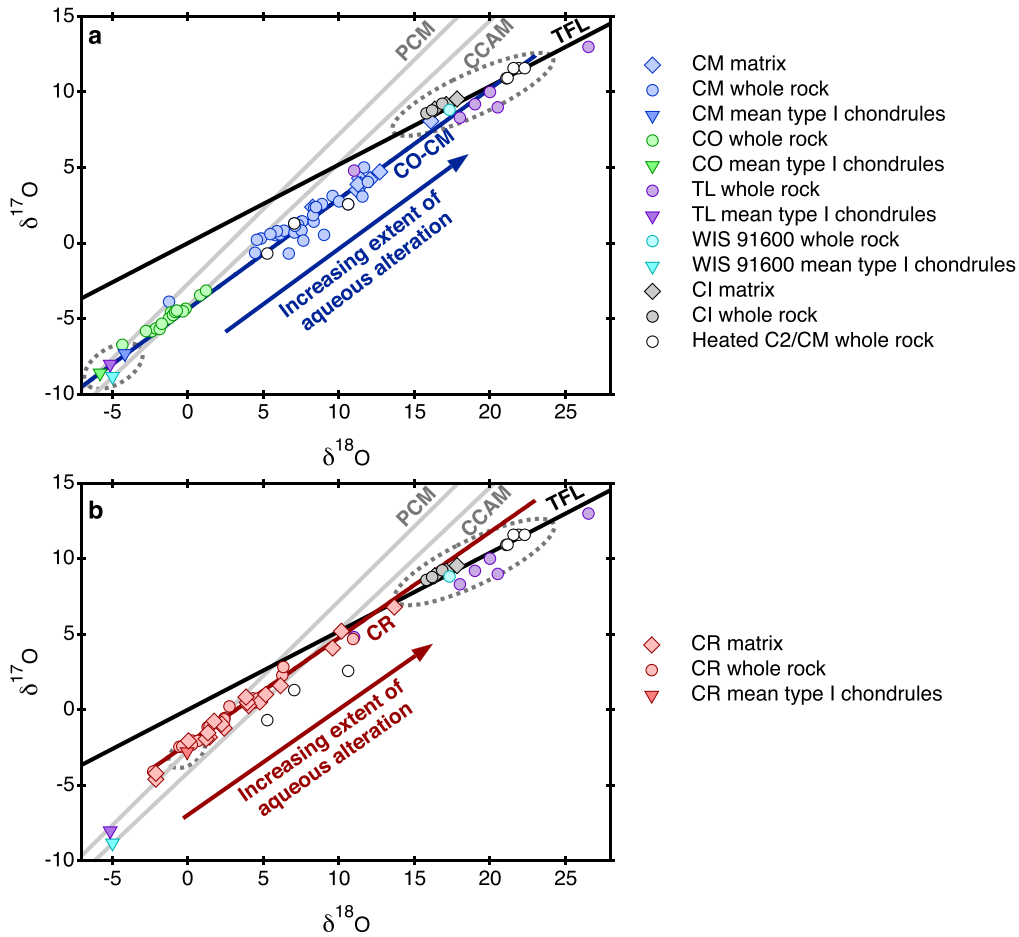 15
10
5
0
-5
-10
δ17O
a
PCM
CCAM
TFL
CO-CM
Increasing extent of
aqueous alteration
-5 0 5 10 15 20 25
δ18O
CM matrix
CM whole rock
CM mean type I chondrules
CO whole rock
CO mean type I chondrules
TL whole rock
TL mean type I chondrules
WIS 91600 whole rock
WIS 91600 mean type I chondrules
CI matrix
CI whole rock
Heated C2/CM whole rock
15
10
5
0
-5
-10
δ17O
b
PCM
CCAM
TFL
CR
Increasing extent of
aqueous alteration
-5 0 5 10 15 20 25
δ18O
CR matrix
CR whole rock
CR mean type I chondrules